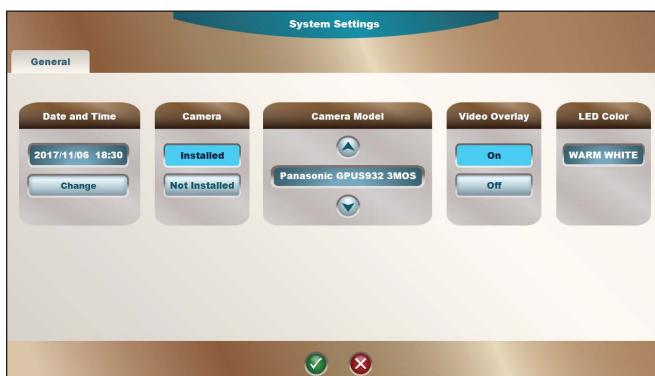 System Settings
General
Date and Time
2017/11/06 18:30
Change
Camera
Installed
Not Installed
Camera Model
Panasonic GPUS932 3MOS
Video Overlay
On
Off
LED Color
WARM WHITE